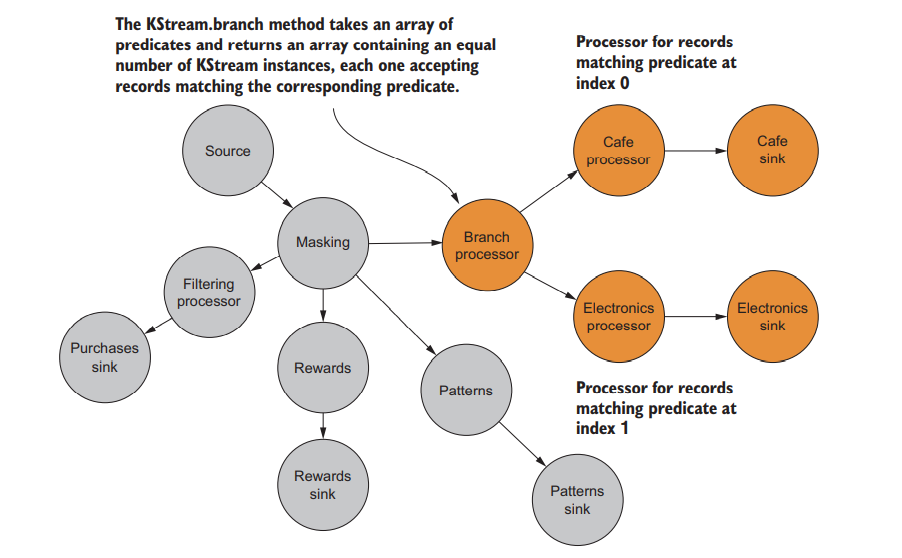 The KStream.branch method takes an array of
predicates and returns an array containing an equal
number of KStream instances, each one accepting
records matching the corresponding predicate.
Processor for records
matching predicate at
index 0
Source
Cafe
processor
Cafe
sink
Masking
Branch
processor
Filtering
processor
Electronics
processor
Electronics
sink
Purchases
sink
Rewards
Patterns
Processor for records
matching predicate at
index 1
Rewards
sink
Patterns
sink